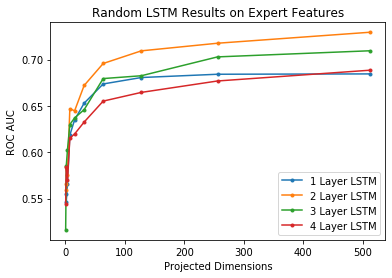 Random LSTM Results on Expert Features
0.70
0.65
0.60
0.55
ROC AUC
0
100
200
300
400
500
Projected Dimensions
1 Layer LSTM
2 Layer LSTM
3 Layer LSTM
4 Layer LSTM